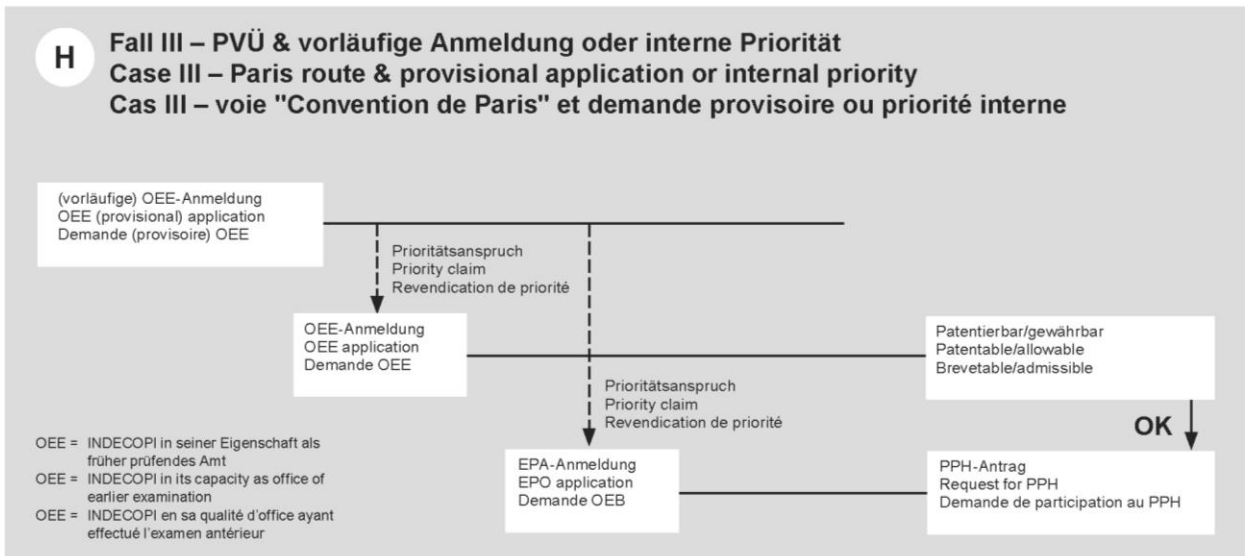 H
Fall III – PVÜ & vorläufige Anmeldung oder interne Priorität
Case III – Paris route & provisional application or internal priority
Cas III – voie "Convention de Paris" et demande provisoire ou priorité interne
(vorläufige) OEE-Anmeldung
OEE (provisional) application
Demande (provisoire) OEE
Prioritätsanspruch
Priority claim
Revendication de priorité
OEE-Anmeldung
OEE application
Demande OEE
Patentierbar/gewährbar
Patentable/allowable
Brevetable/admissible
Prioritätsanspruch
Priority claim
Revendication de priorité
OK
OEE = INDECOPI in seiner Eigenschaft als
früher prüfendes Amt
OEE = INDECOPI in its capacity as office of
earlier examination
OEE = INDECOPI en sa qualité d'office ayant
effectué l'examen antérieur
EPA-Anmeldung
EPO application
Demande OEB
PPH-Antrag
Request for PPH
Demande de participation au PPH